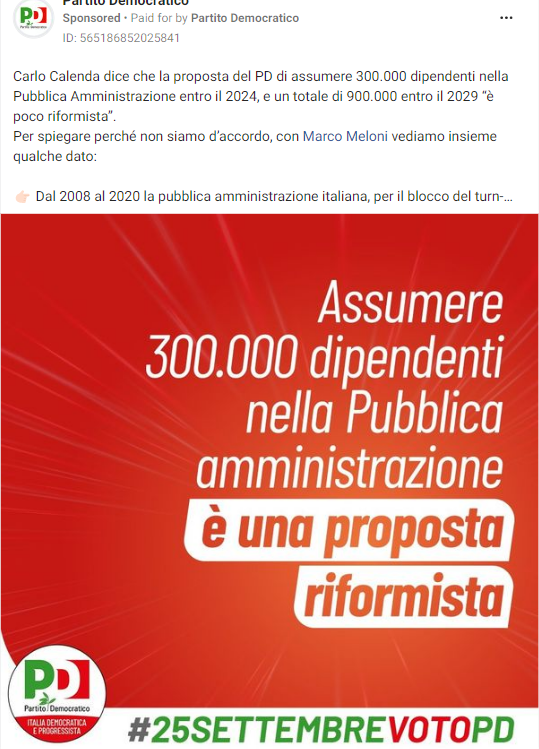 Partito Democratico
Sponsored • Paid for by Partito Democratico
ID: 565186852025841
Carlo Calenda dice che la proposta del PD di assumere 300.000 dipendenti nella
Pubblica Amministrazione entro il 2024, e un totale di 900.000 entro il 2029 “è
poco riformista”.
Per spiegare perché non siamo d’accordo, con Marco Meloni vediamo insieme
qualche dato:
👉🏻 Dal 2008 al 2020 la pubblica amministrazione italiana, per il blocco del turn-...
Assumere
300.000 dipendenti
nella Pubblica
amministrazione
è una proposta
riformista
PD
Partito Democratico
ITALIA DEMOCRATICA
E PROGRESSISTA
#25SETTEMBREVOTOPD